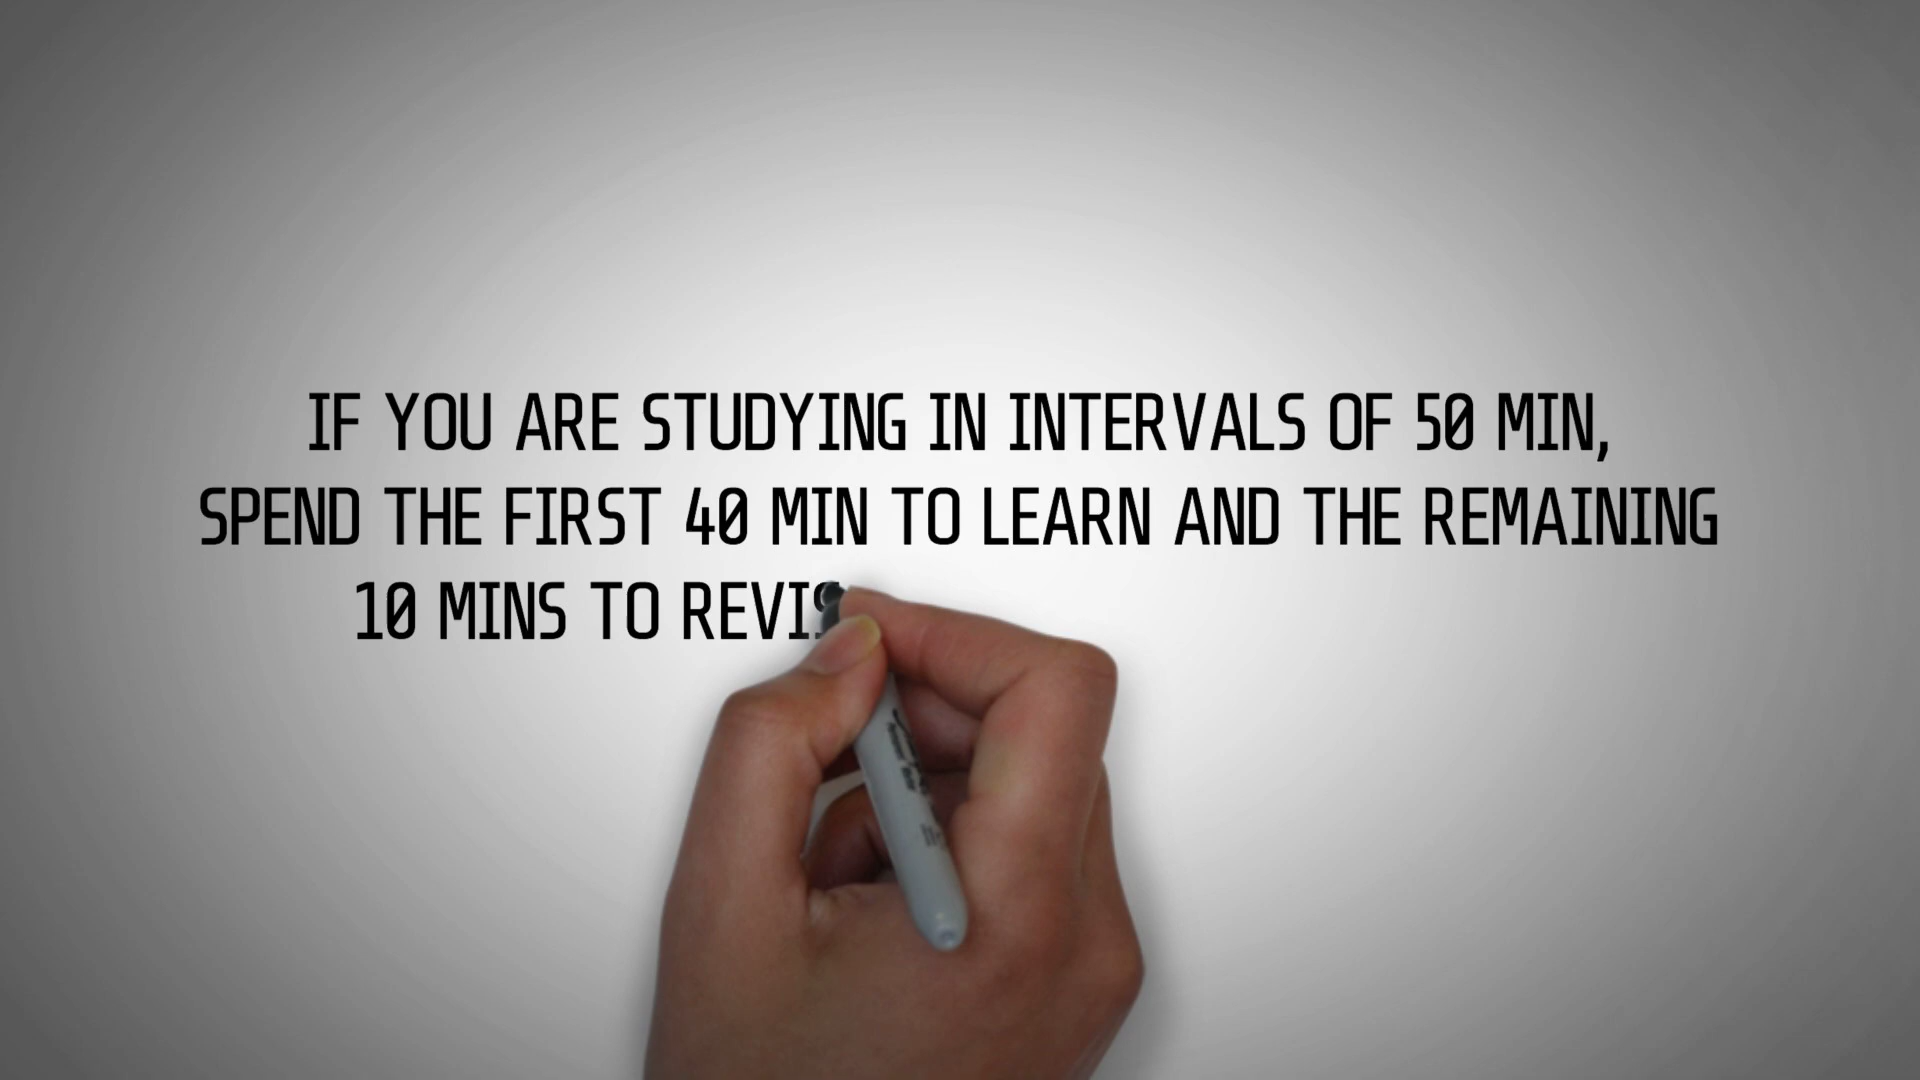 IF YOU ARE STUDYING IN INTERVALS OF 50 MIN,
SPEND THE FIRST 40 MIN TO LEARN AND THE REMAINING
10 MINS TO REVIS